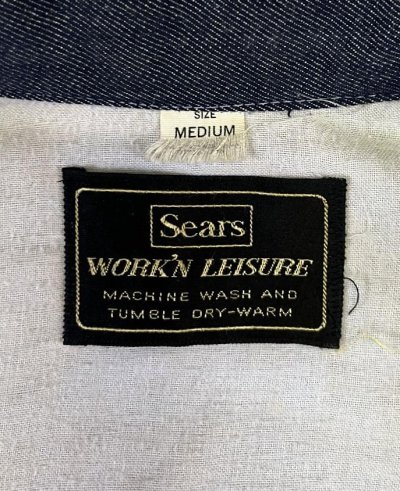 SIZE
MEDIUM
Sears
WORK'N LEISURE
MACHINE WASH AND
TUMBLE DRY-WARM